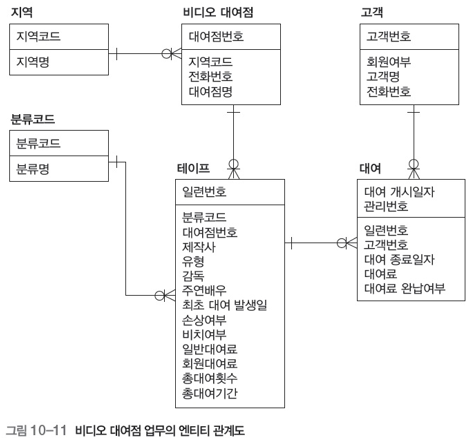 지역
지역코드
지역명
비디오 대여점
대여점번호
지역코드
전화번호
대여점명
고객
고객번호
회원여부
고객명
전화번호
분류코드
분류코드
분류명
테이프
일련번호
분류코드
대여점번호
제작사
유형
감독
주연배우
최초 대여 발생일
손상여부
비치여부
일반대여료
회원대여료
총대여횟수
총대여기간
대여
대여 개시일자
관리번호
일련번호
고객번호
대여 종료일자
대여료
대여료 완납여부
그림 10-11 비디오 대여점 업무의 엔티티 관계도